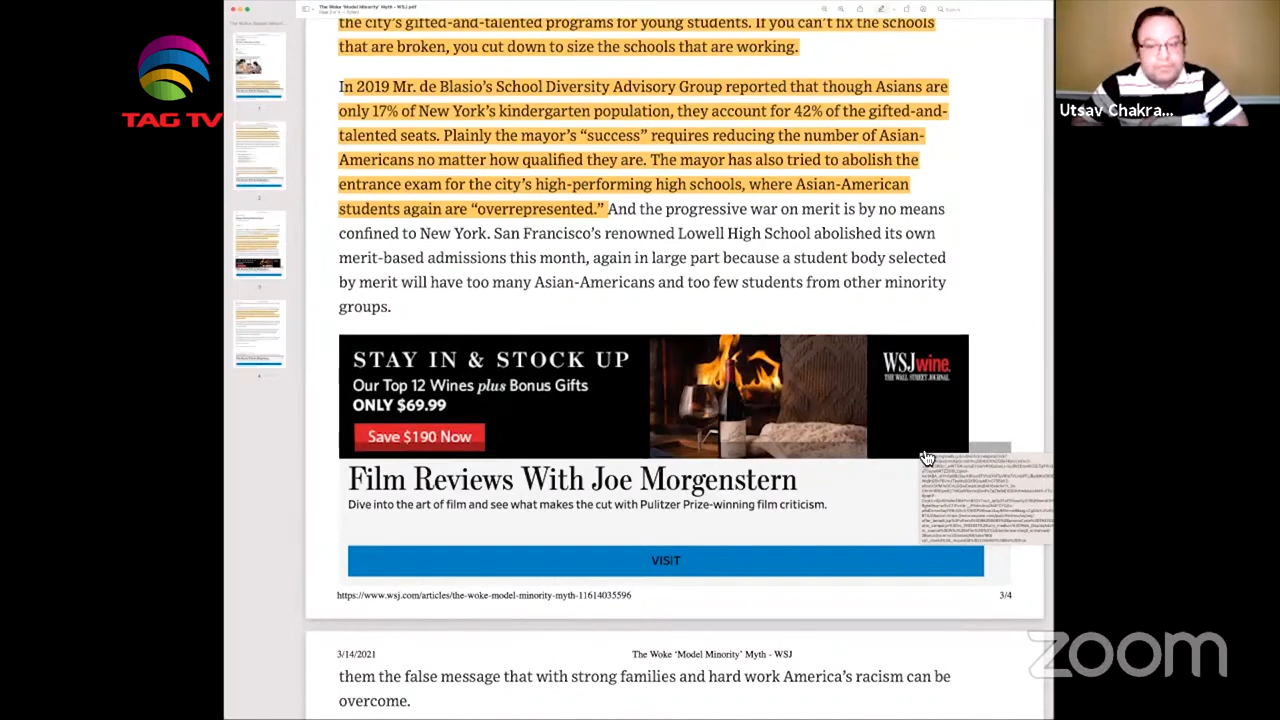 The Woke 'Model Minority' Myth - WSJ.pdf
TAG TV
Utsav Chakra...
the city's gifted-and-talented programs for young children. If you can't fix the schools
that are broken, you cut down to size the schools that are working.
In 2019 Mr. de Blasio's School Diversity Advisory Group reported that though Asians are
only 17% of New York's kindergarten population, they are 42% of the gifted-and-
talented classes. Plainly the mayor's "fairness" means reducing the number of Asian-
Americans no matter how qualified they are. The mayor has also tried to abolish the
entrance exam for the city's high-performing high schools, where Asian-American
students again are "overrepresented." And the progressive war on merit is by no means
confined to New York. San Francisco's renowned Lowell High School abolished its own
merit-based admissions last month, again in large part because a student body selected
by merit will have too many Asian-Americans and too few students from other minority
groups.
STAY IN & STOCK UP
Our Top 12 Wines plus Bonus Gifts
ONLY $69.99
Save $190 Now
WSJwine.
THE WALL STREET JOURNAL.
Film Reviews from Joe Morgenstern
Dive into the art of film and see what to watch next with Pulitzer Prize-winning film criticism.
VISIT
https://www.wsj.com/articles/the-woke-model-minority-myth-11614035596
3/4
3/14/2021
The Woke 'Model Minority' Myth - WSJ
them the false message that with strong families and hard work America's racism can be
overcome.
zoom